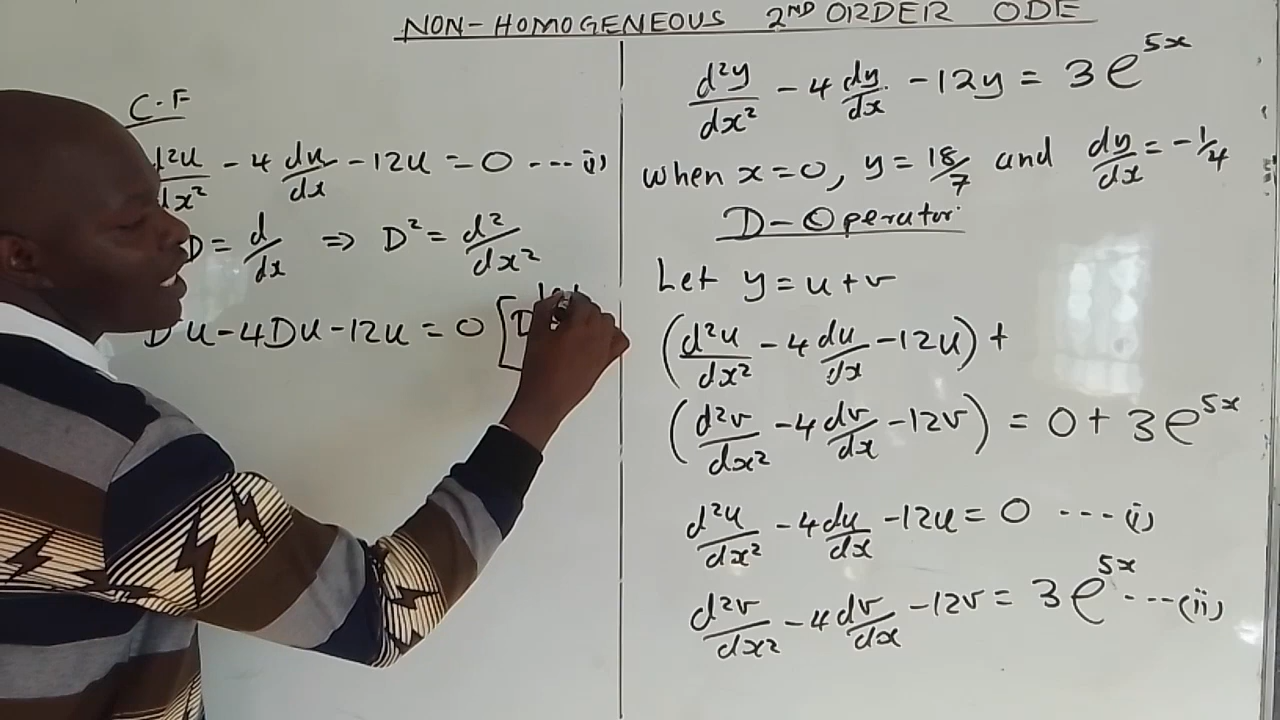 NON-HOMOGENEOUS 2ND ORDER ODE
C.F
d²u/dx² - 4 du/dx - 12u = 0 --- (i)
D = d/dx ⇒ D² = d²/dx²
D u - 4Du - 12u = 0 [D
d²y/dx² - 4 dy/dx - 12y = 3e^5x
when x=0, y = 18/7 and dy/dx = -1/4
D-Operator
Let y = u+v
(d²u/dx² - 4 du/dx - 12u) +
(d²v/dx² - 4 dv/dx - 12v) = 0 + 3e^5x
d²u/dx² - 4 du/dx - 12u = 0 ---- (i)
d²v/dx² - 4 dv/dx - 12v = 3e^5x ---- (ii)